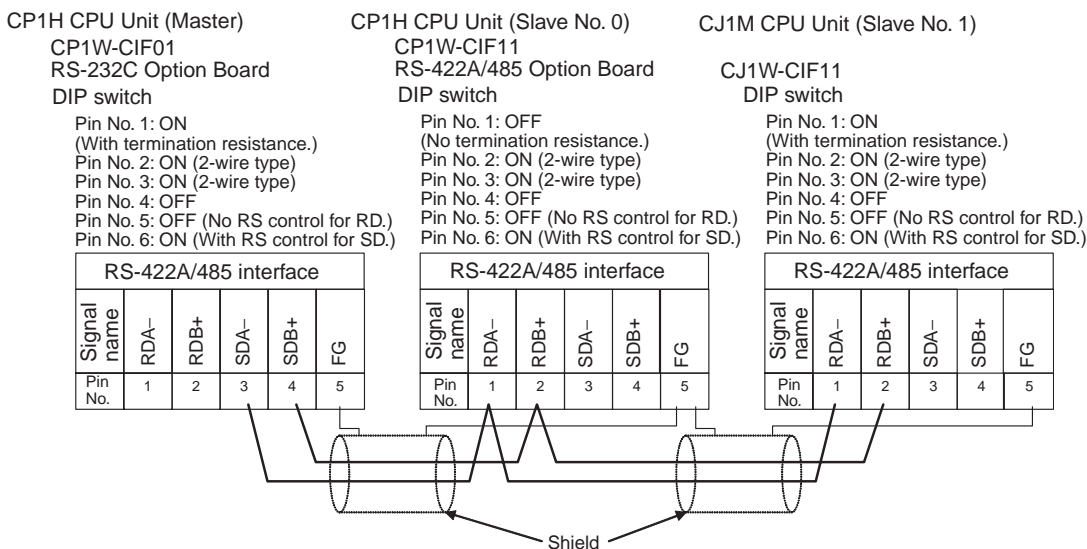 CP1H CPU Unit (Master)
CP1W-CIF01
RS-232C Option Board
DIP switch
Pin No. 1: ON
(With termination resistance.)
Pin No. 2: ON (2-wire type)
Pin No. 3: ON (2-wire type)
Pin No. 4: OFF
Pin No. 5: OFF (No RS control for RD.)
Pin No. 6: ON (With RS control for SD.)
RS-422A/485 interface
Signal name RDA− RDB+ SDA− SDB+ FG
Pin No. 1 2 3 4 5
CP1H CPU Unit (Slave No. 0)
CP1W-CIF11
RS-422A/485 Option Board
DIP switch
Pin No. 1: OFF
(No termination resistance.)
Pin No. 2: ON (2-wire type)
Pin No. 3: ON (2-wire type)
Pin No. 4: OFF
Pin No. 5: OFF (No RS control for RD.)
Pin No. 6: ON (With RS control for SD.)
RS-422A/485 interface
Signal name RDA− RDB+ SDA− SDB+ FG
Pin No. 1 2 3 4 5
CJ1M CPU Unit (Slave No. 1)
CJ1W-CIF11
DIP switch
Pin No. 1: ON
(With termination resistance.)
Pin No. 2: ON (2-wire type)
Pin No. 3: ON (2-wire type)
Pin No. 4: OFF
Pin No. 5: OFF (No RS control for RD.)
Pin No. 6: ON (With RS control for SD.)
RS-422A/485 interface
Signal name RDA− RDB+ SDA− SDB+ FG
Pin No. 1 2 3 4 5
Shield